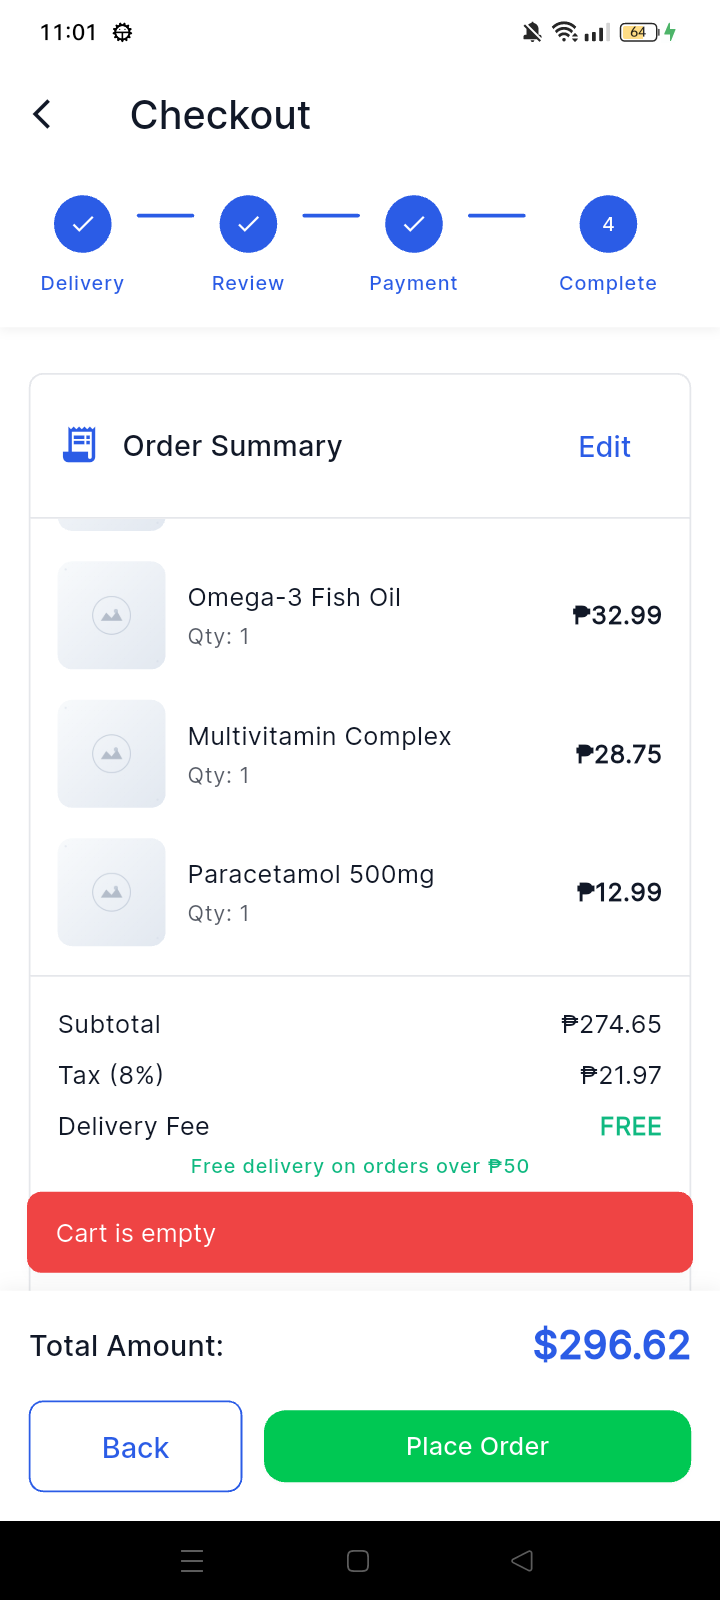 11:01
64
Checkout
4
Delivery Review Payment Complete
Order Summary
Edit
Omega-3 Fish Oil
Qty: 1
₱32.99
Multivitamin Complex
Qty: 1
₱28.75
Paracetamol 500mg
Qty: 1
₱12.99
Subtotal ₱274.65
Tax (8%) ₱21.97
Delivery Fee FREE
Free delivery on orders over ₱50
Cart is empty
Total Amount: $296.62
Back
Place Order